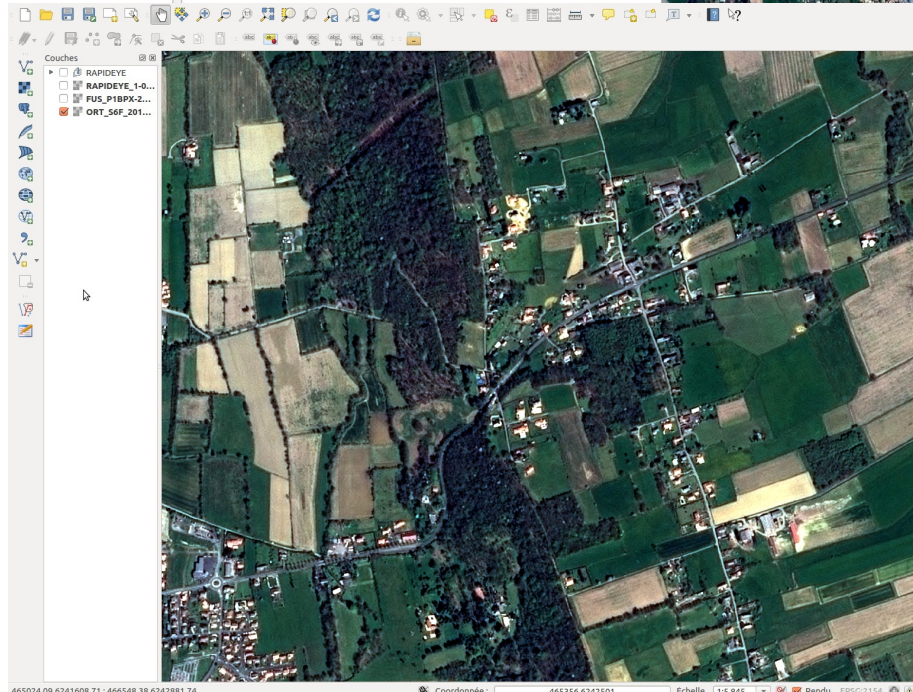 Couches
RAPIDEYE
RAPIDEYE_1-0...
FUS_P1BPX-2...
ORT_S6F_201...
465024.09,6241608.71 : 466548.38,6242881.74
Coordonnée :
465356,6242501
Échelle
1:5 845
Rendu
EPSG:2154